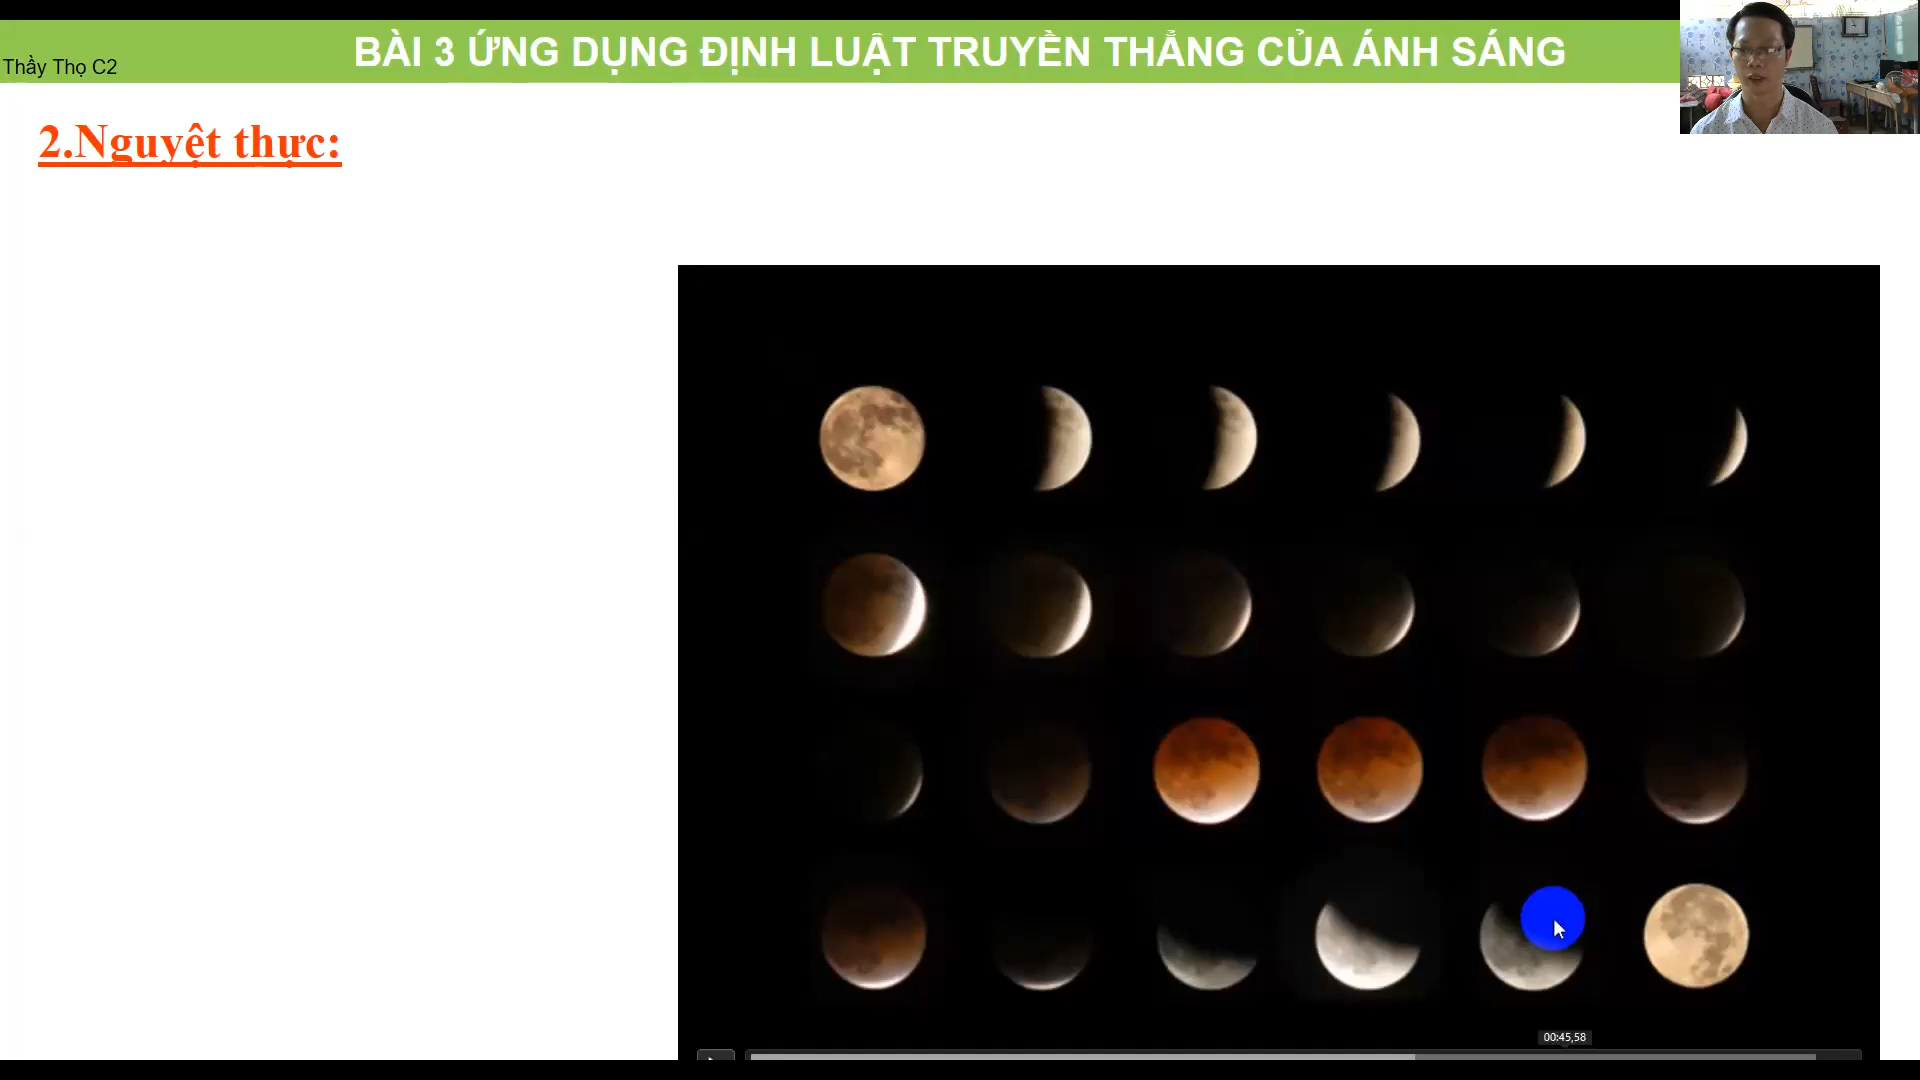 BÀI 3 ỨNG DỤNG ĐỊNH LUẬT TRUYỀN THẲNG CỦA ÁNH SÁNG
Thầy Thọ C2
2.Nguyệt thực:
00:45,58